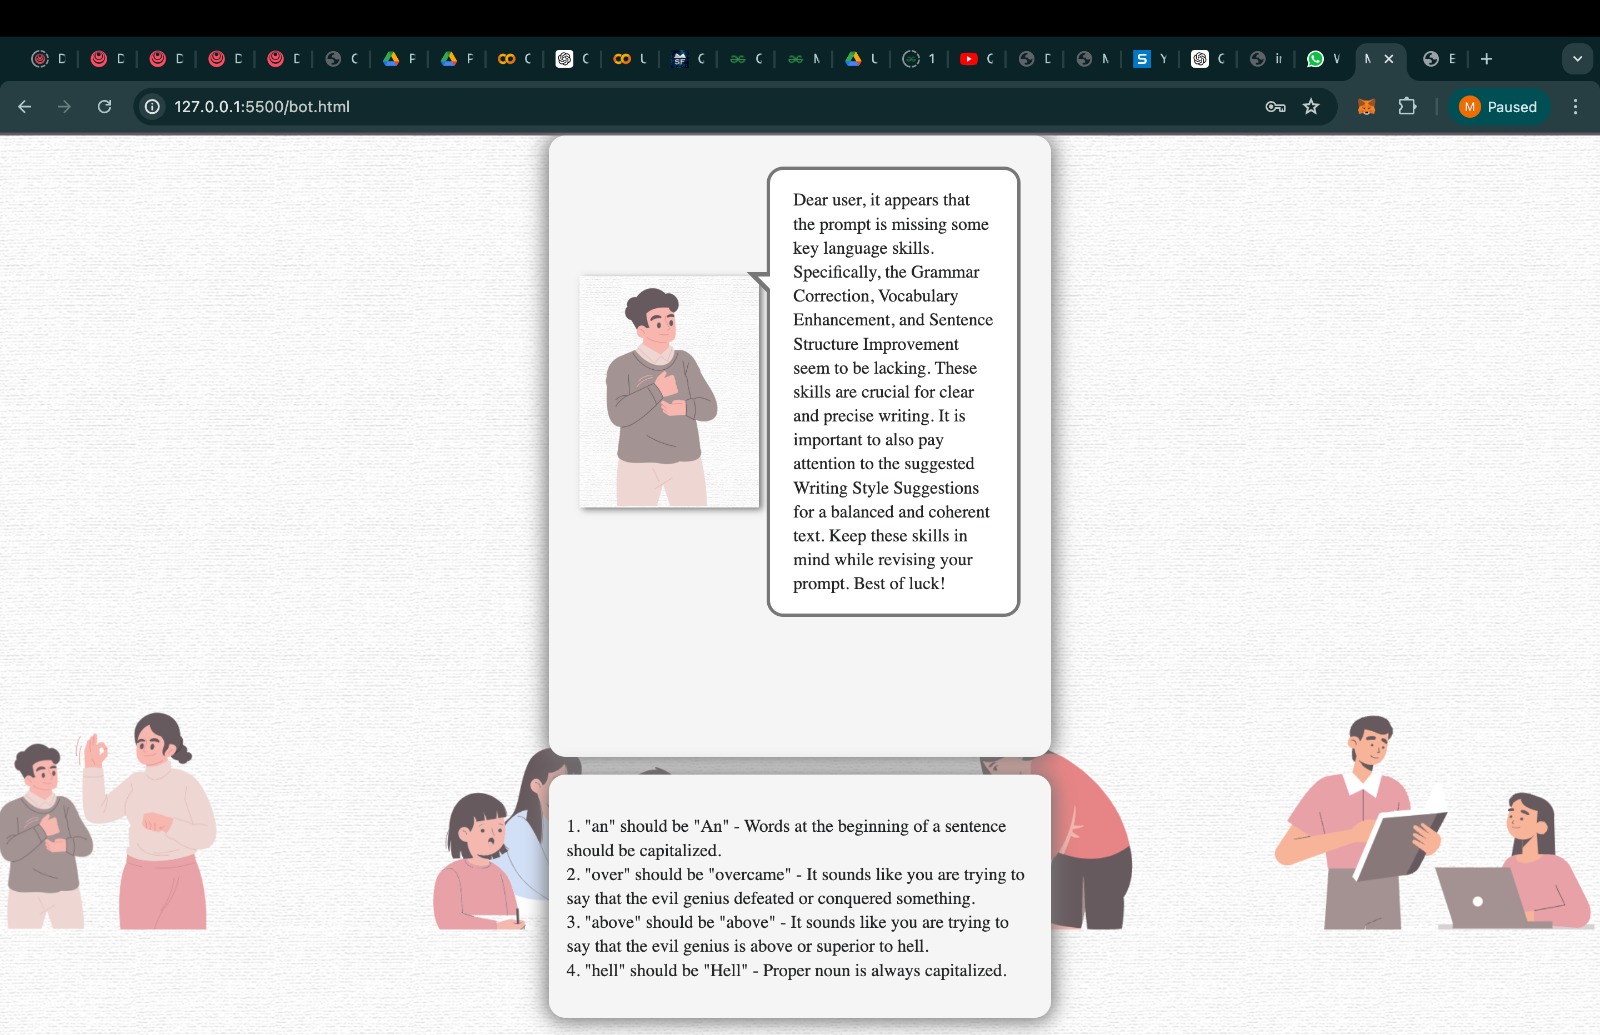 D
D
D
D
D
C
P
P
C
C
U
SF
C
C
N
U
1
C
D
N
S
Y
C
ir
V
N
E
127.0.0.1:5500/bot.html
M
Paused
Dear user, it appears that
the prompt is missing some
key language skills.
Specifically, the Grammar
Correction, Vocabulary
Enhancement, and Sentence
Structure Improvement
seem to be lacking. These
skills are crucial for clear
and precise writing. It is
important to also pay
attention to the suggested
Writing Style Suggestions
for a balanced and coherent
text. Keep these skills in
mind while revising your
prompt. Best of luck!
1. "an" should be "An" - Words at the beginning of a sentence
should be capitalized.
2. "over" should be "overcame" - It sounds like you are trying to
say that the evil genius defeated or conquered something.
3. "above" should be "above" - It sounds like you are trying to
say that the evil genius is above or superior to hell.
4. "hell" should be "Hell" - Proper noun is always capitalized.